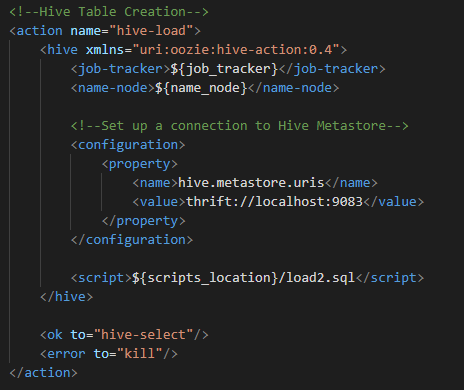 <!--Hive Table Creation-->
<action name="hive-load">
    <hive xmlns="uri:oozie:hive-action:0.4">
        <job-tracker>${job_tracker}</job-tracker>
        <name-node>${name_node}</name-node>

        <!--Set up a connection to Hive Metastore-->
        <configuration>
            <property>
                <name>hive.metastore.uris</name>
                <value>thrift://localhost:9083</value>
            </property>
        </configuration>

        <script>${scripts_location}/load2.sql</script>
    </hive>

    <ok to="hive-select"/>
    <error to="kill"/>
</action>